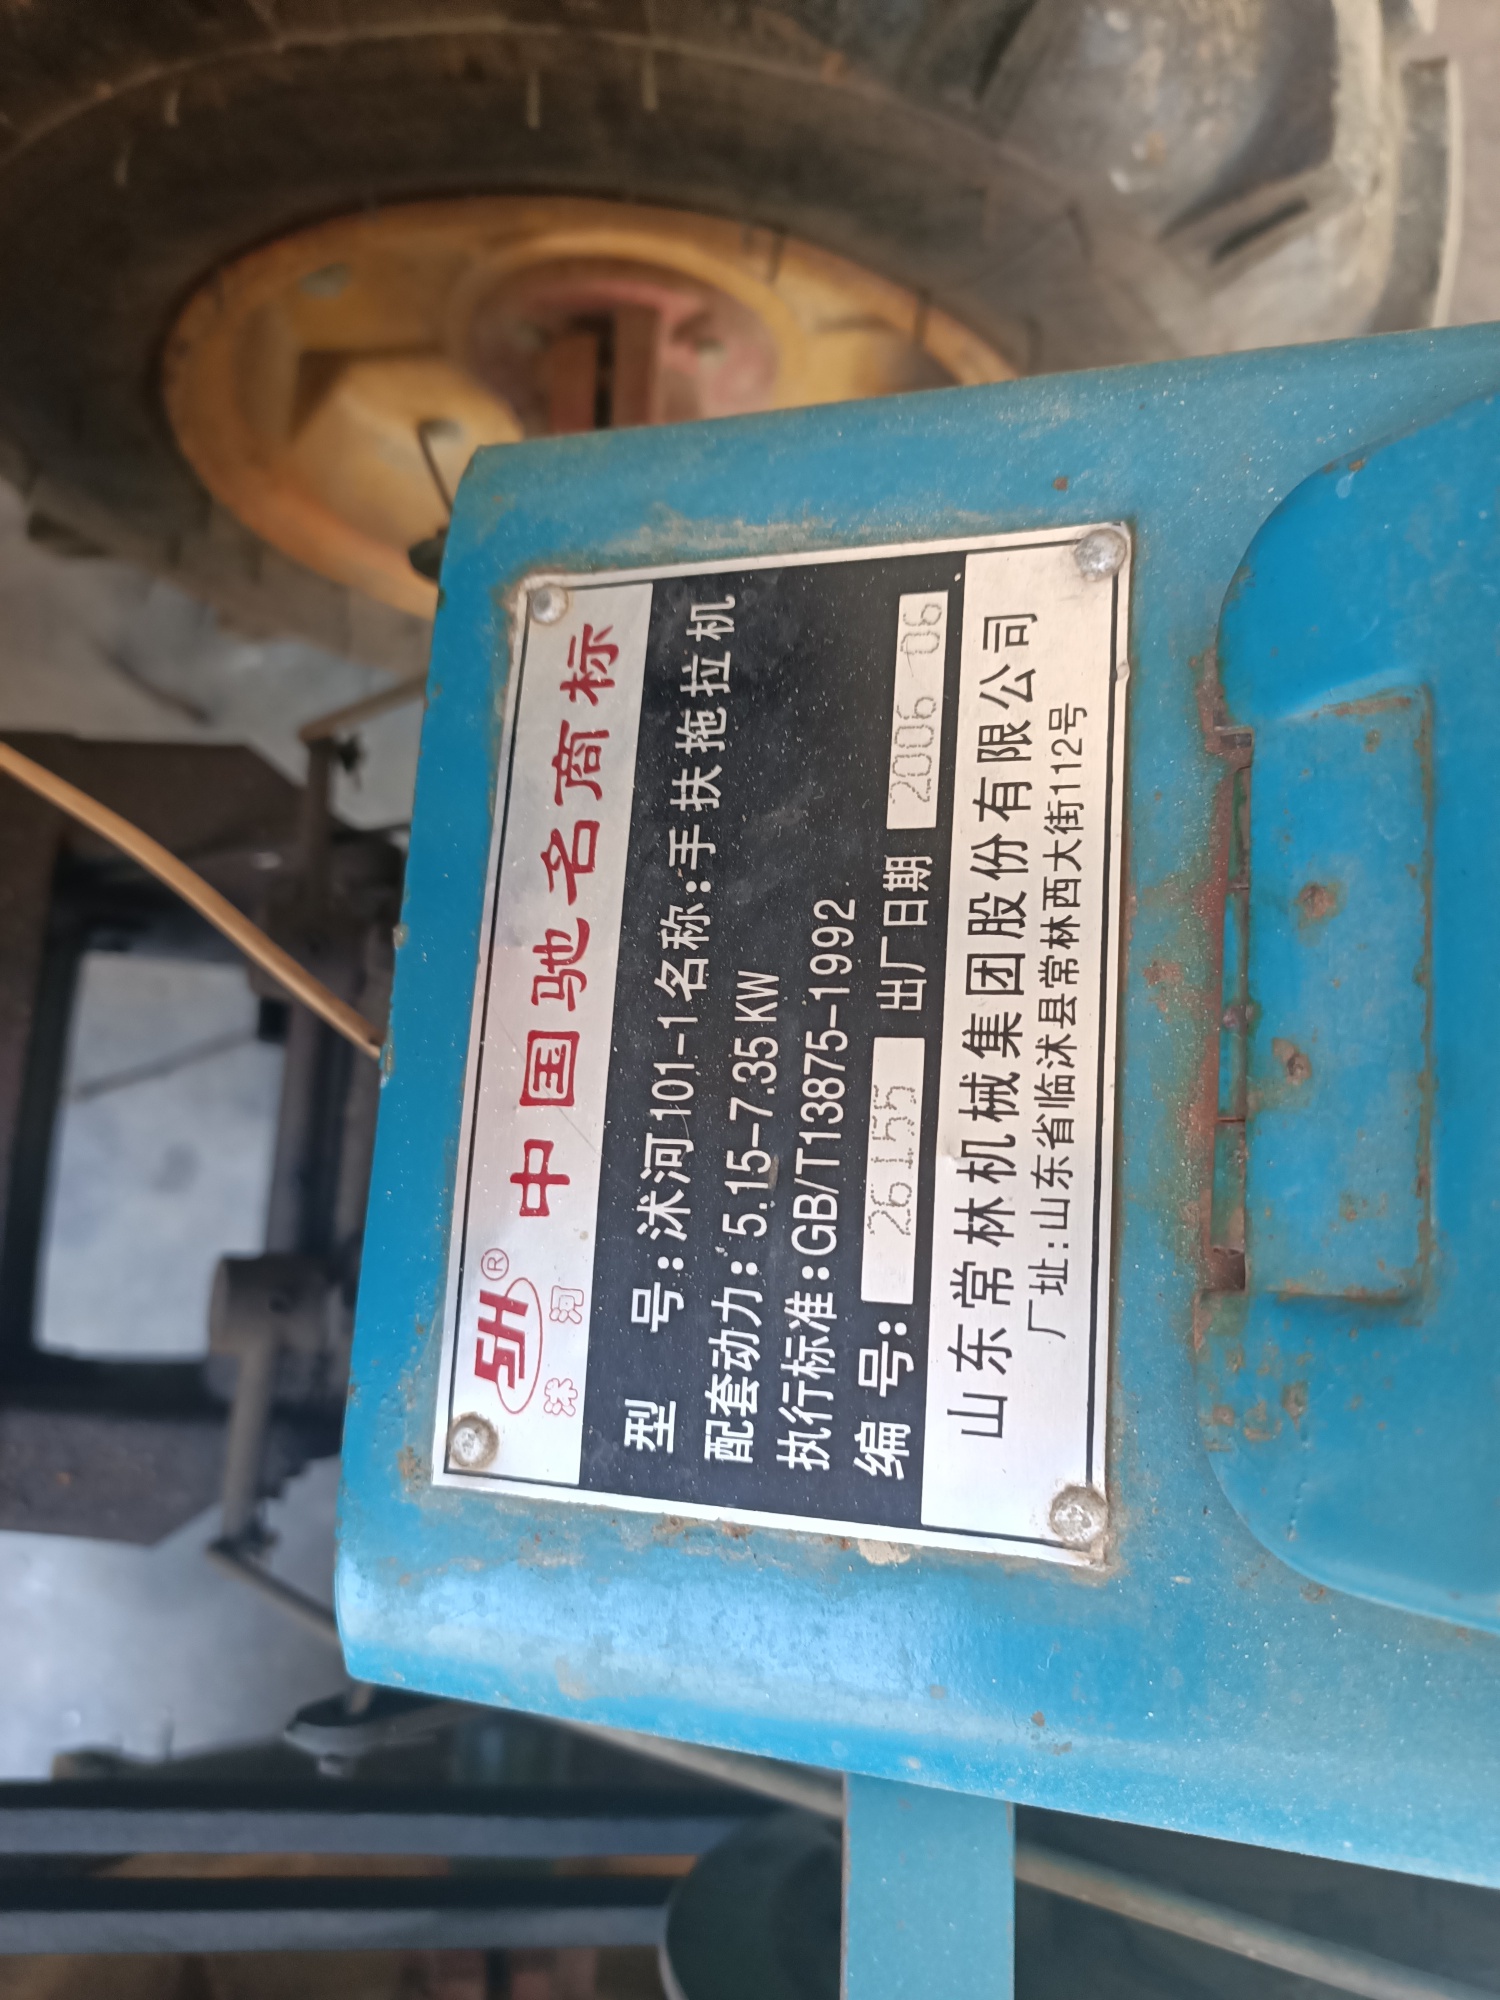 SH®
沭河
中国驰名商标
型 号:沭河101-1名称:手扶拖拉机
配套动力:5.15-7.35KW
执行标准:GB/T13875-1992
编号:26155 出厂日期 2006 06
山东常林机械集团股份有限公司
厂址:山东省临沭县常林西大街112号